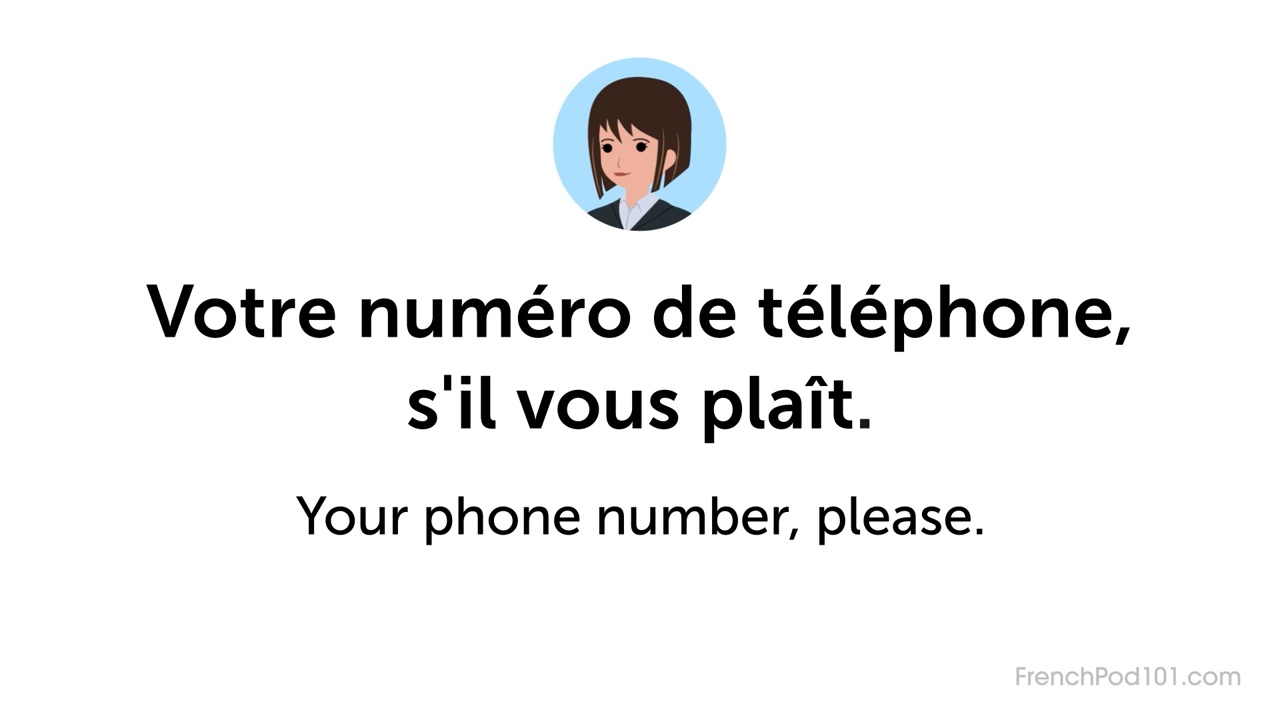 Votre numéro de téléphone,
s'il vous plaît.
Your phone number, please.
FrenchPod101.com